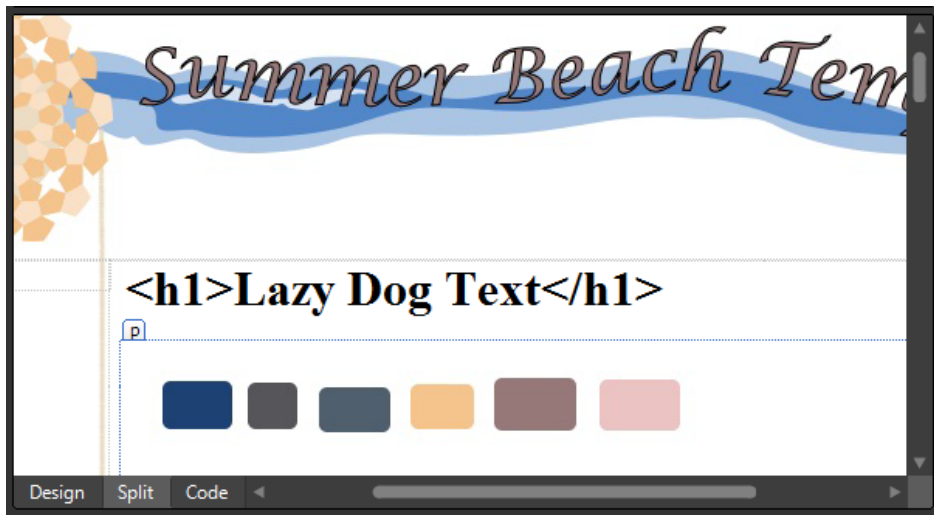 Summer Beach Tem
<h1>Lazy Dog Text</h1>
p
Design Split Code